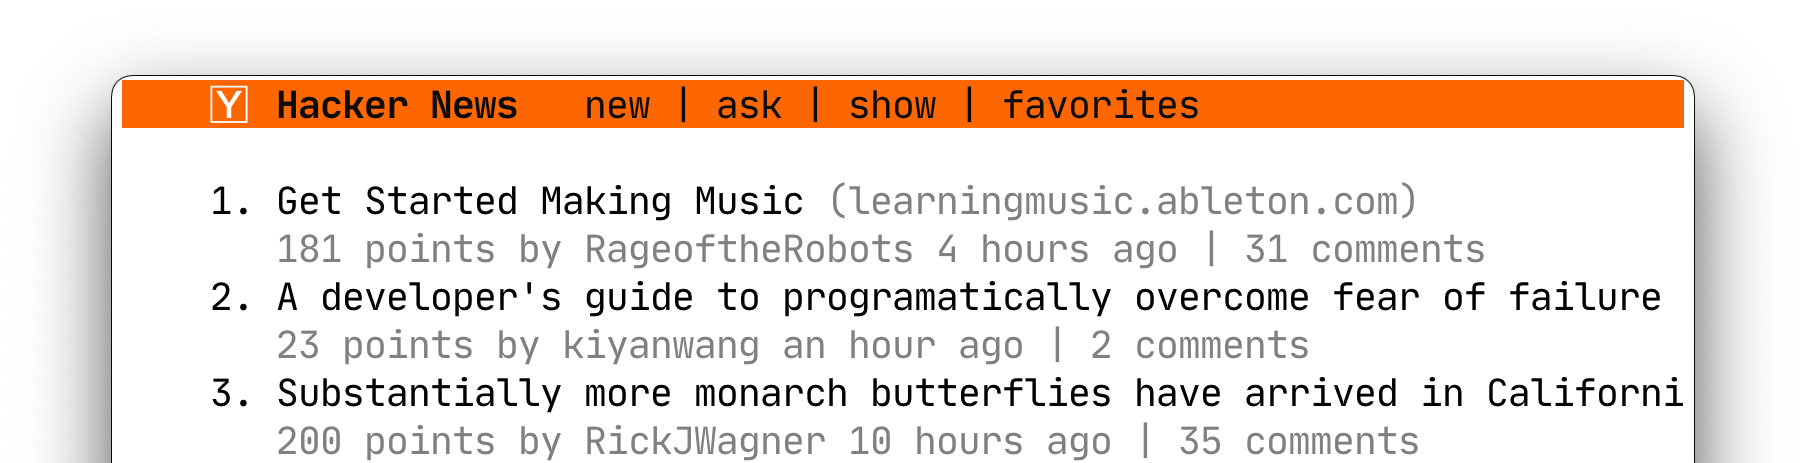 Y Hacker News new | ask | show | favorites
1. Get Started Making Music (learningmusic.ableton.com)
181 points by RageoftheRobots 4 hours ago | 31 comments
2. A developer's guide to programatically overcome fear of failure
23 points by kiyanwang an hour ago | 2 comments
3. Substantially more monarch butterflies have arrived in Californi
200 points by RickJWagner 10 hours ago | 35 comments